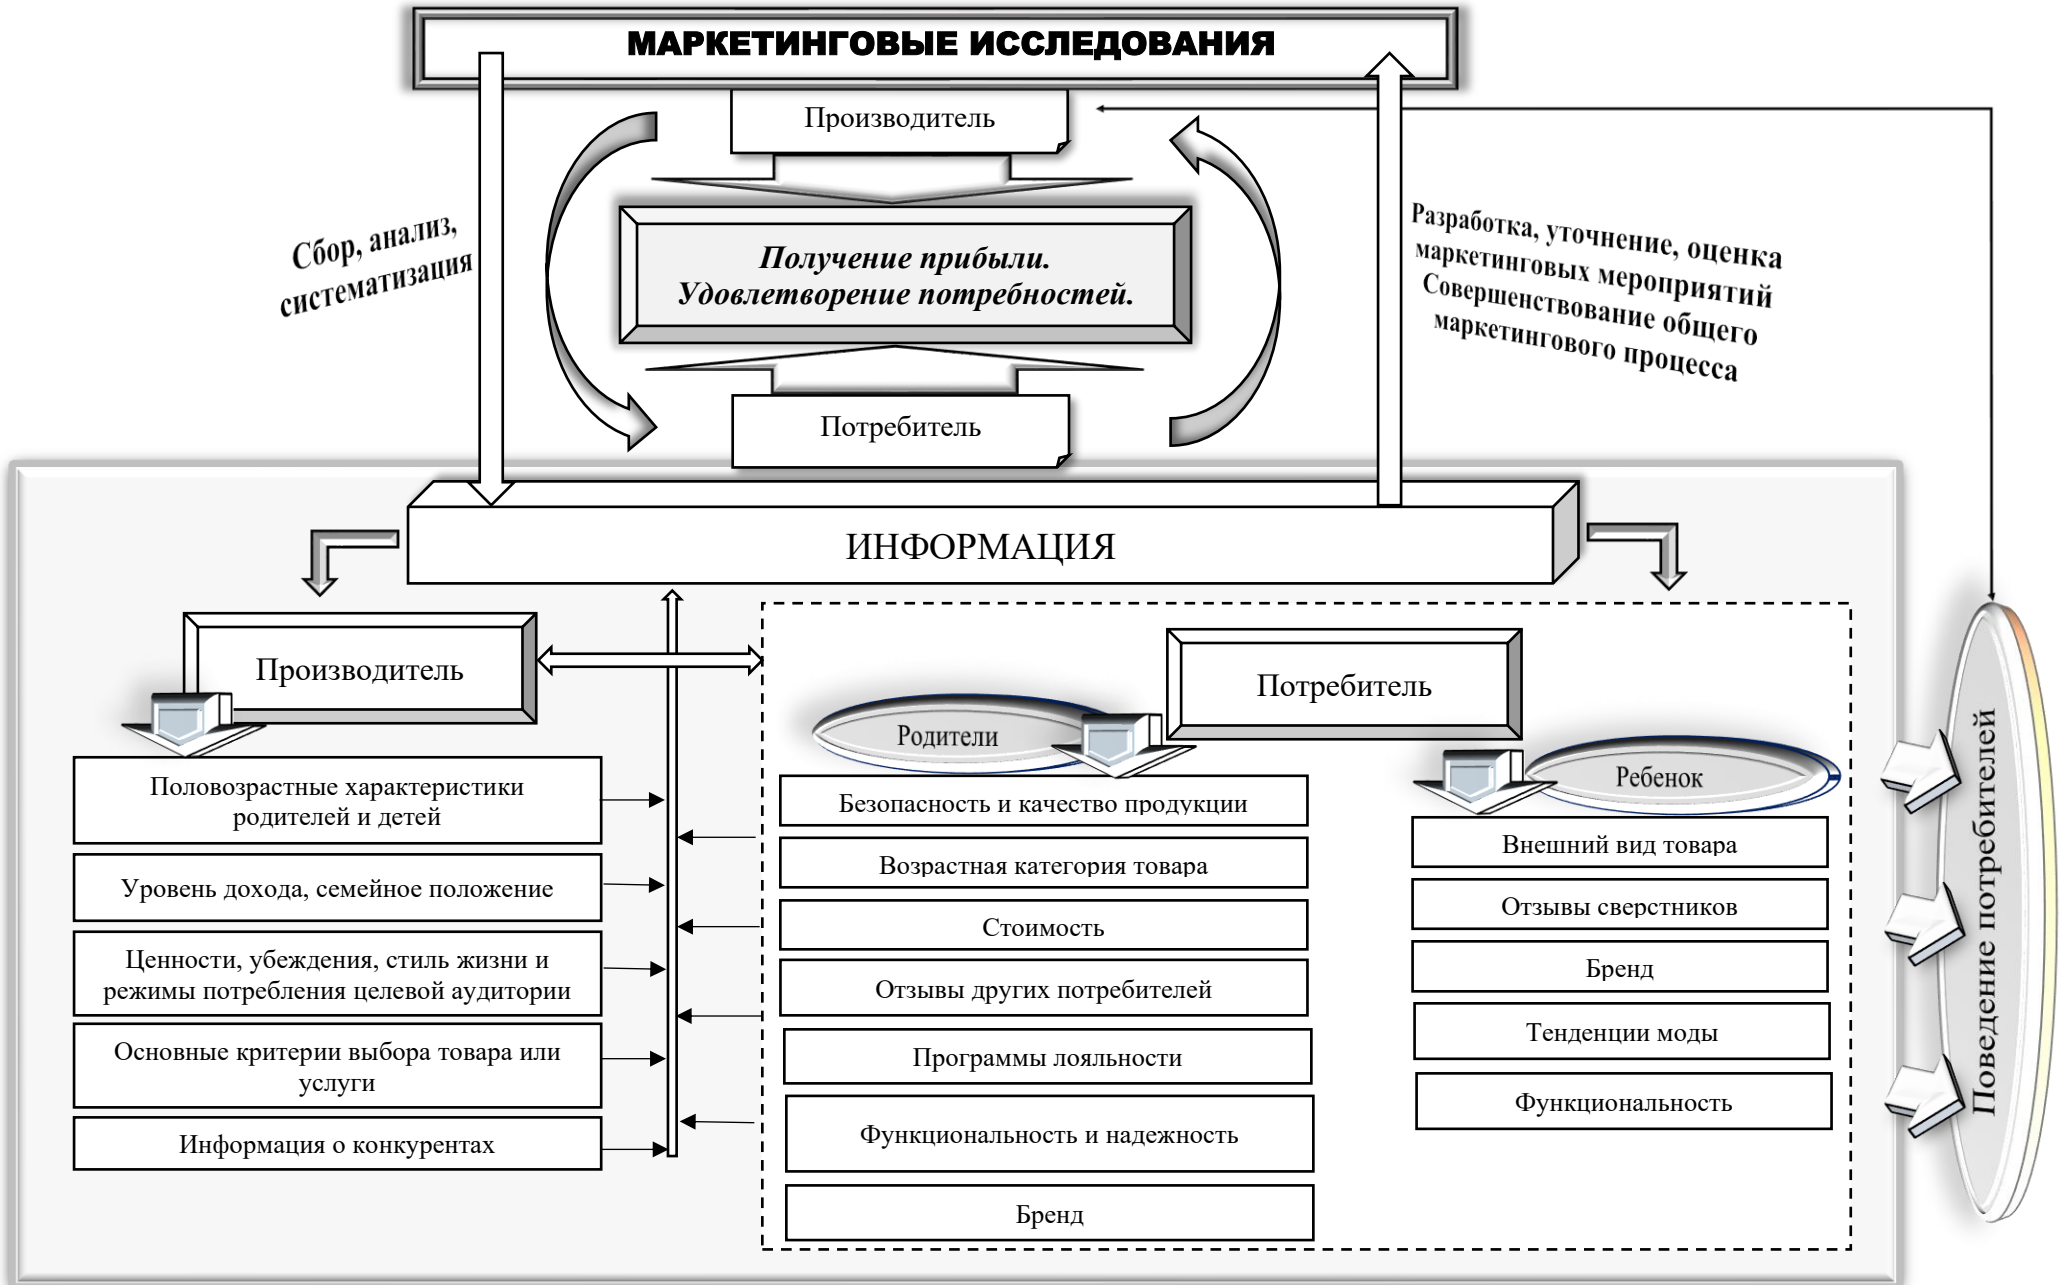 МАРКЕТИНГОВЫЕ ИССЛЕДОВАНИЯ
Производитель
Сбор, анализ,
систематизация
Получение прибыли.
Удовлетворение потребностей.
Разработка, уточнение, оценка
маркетинговых мероприятий
Совершенствование общего
маркетингового процесса
Потребитель
ИНФОРМАЦИЯ
Производитель
Половозрастные характеристики
родителей и детей
Уровень дохода, семейное положение
Ценности, убеждения, стиль жизни и
режимы потребления целевой аудитории
Основные критерии выбора товара или
услуги
Информация о конкурентах
Потребитель
Родители
Безопасность и качество продукции
Возрастная категория товара
Стоимость
Отзывы других потребителей
Программы лояльности
Функциональность и надежность
Бренд
Ребенок
Внешний вид товара
Отзывы сверстников
Бренд
Тенденции моды
Функциональность
Поведение потребителей